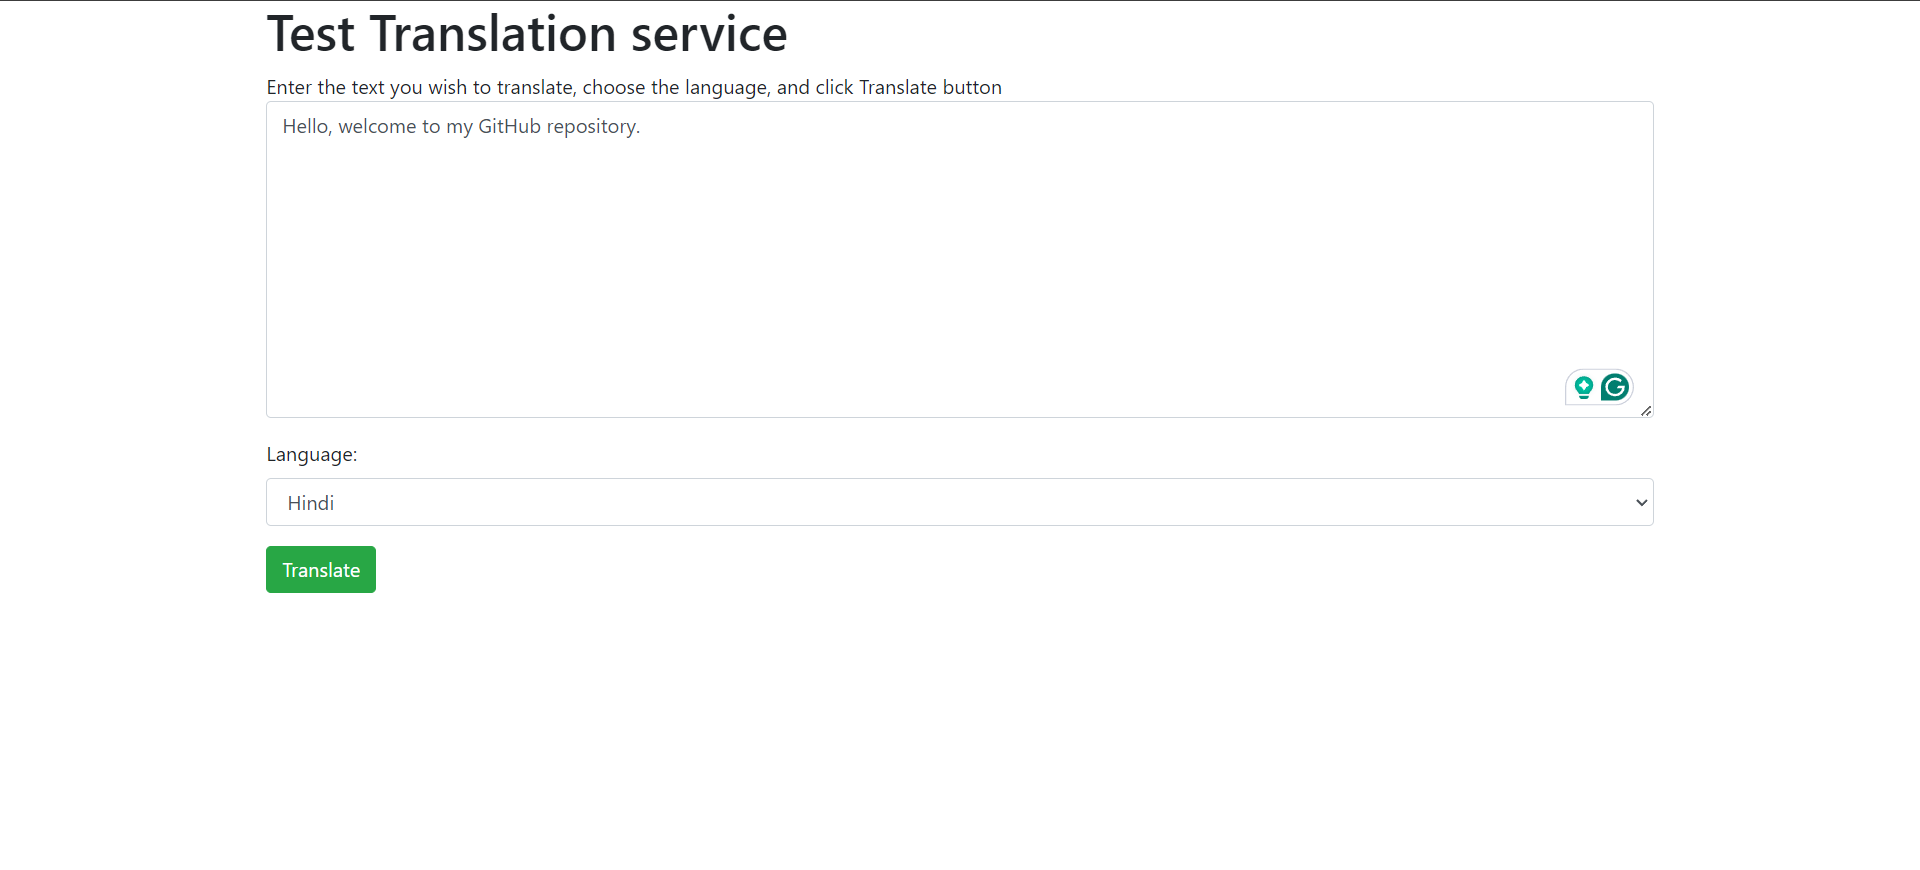 Test Translation service
Enter the text you wish to translate, choose the language, and click Translate button
Hello, welcome to my GitHub repository.
Language:
Hindi
Translate